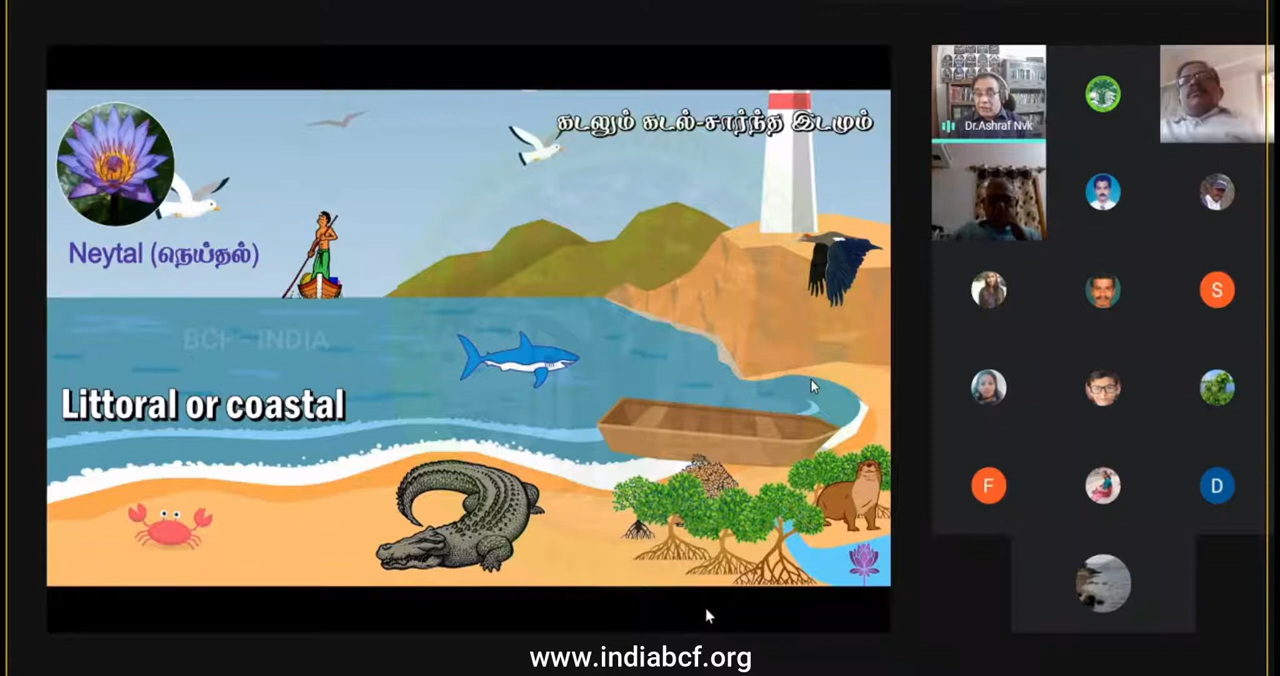 கடலும் கடல்-சார்ந்த இடமும்
Neytal (நெய்தல்)
BCF - INDIA
Littoral or coastal
Dr.Ashraf Nvk
S
F
D
www.indiabcf.org